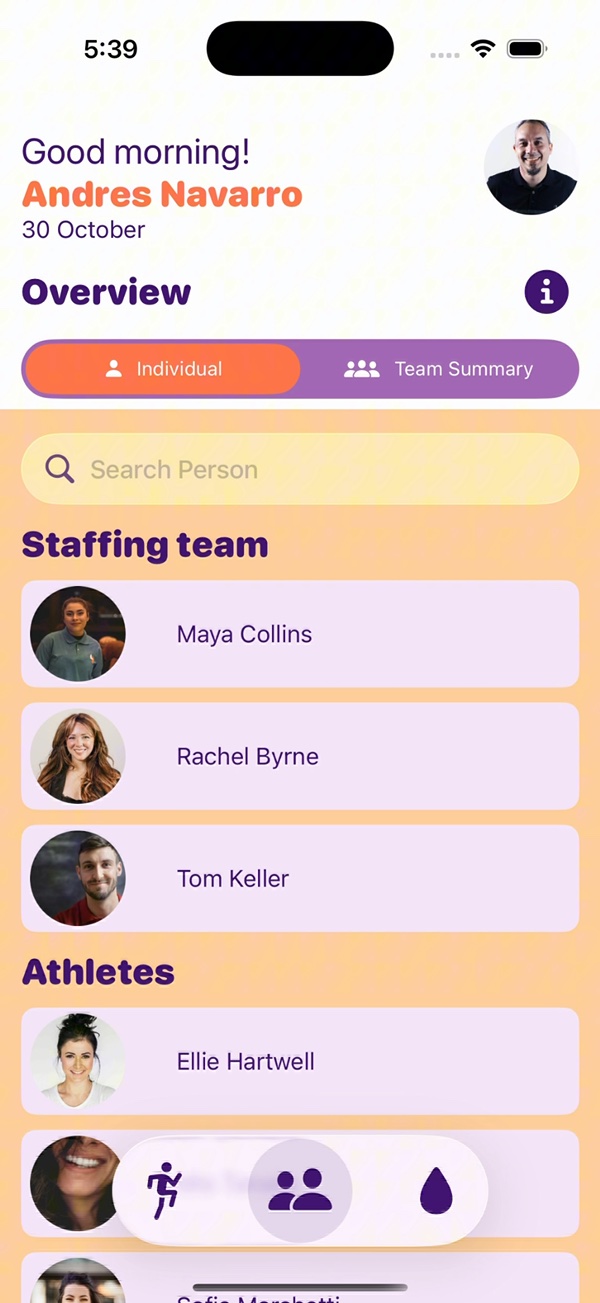 5:39
Good morning!
Andres Navarro
30 October
Overview
Individual
Team Summary
Search Person
Staffing team
Maya Collins
Rachel Byrne
Tom Keller
Athletes
Ellie Hartwell